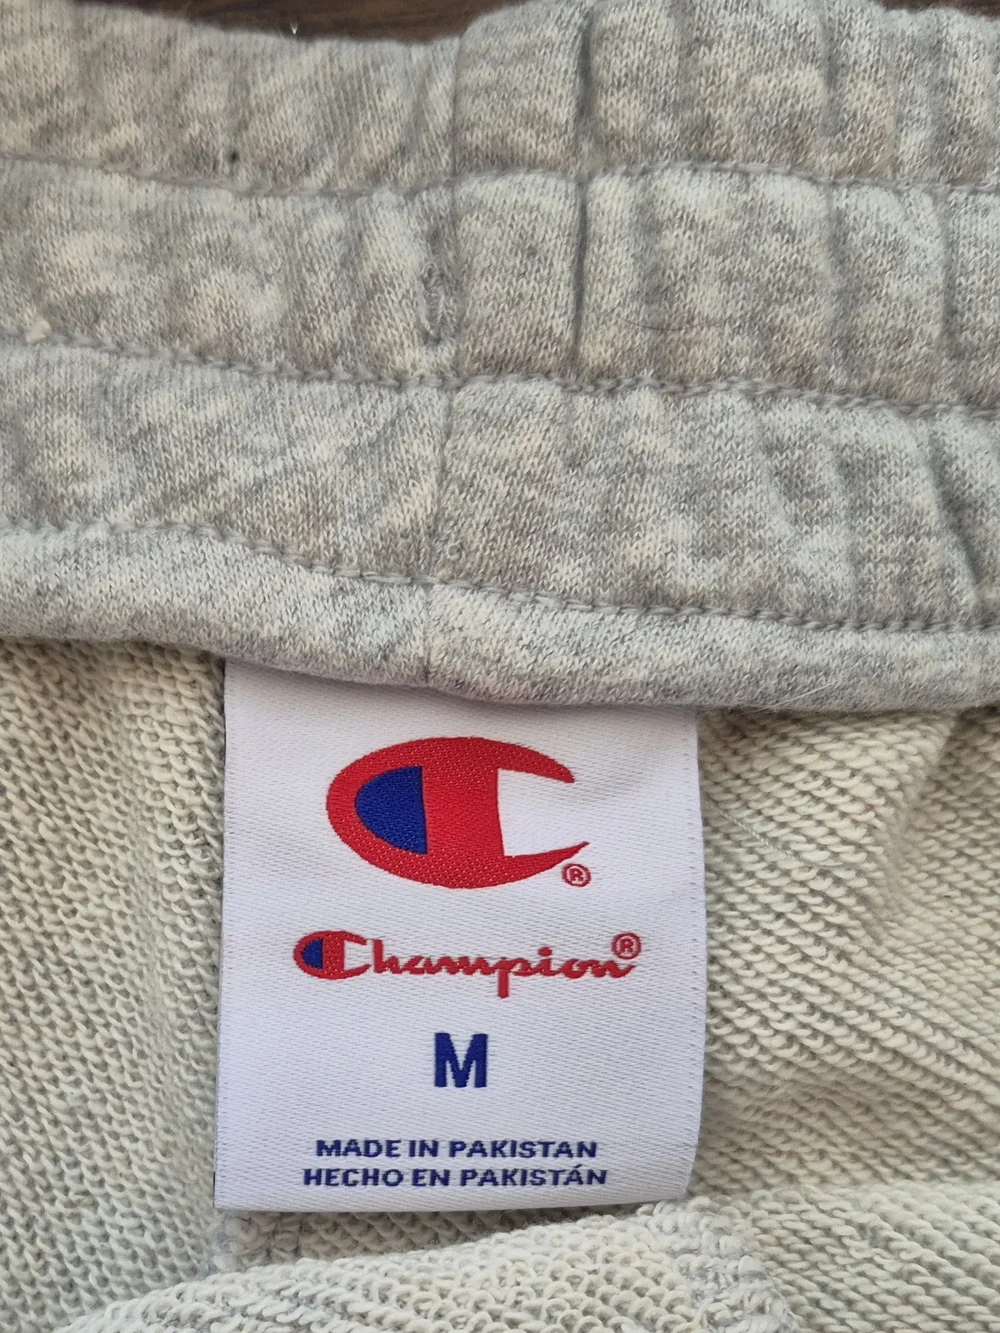 ®
Champion®
M
MADE IN PAKISTAN
HECHO EN PAKISTÁN